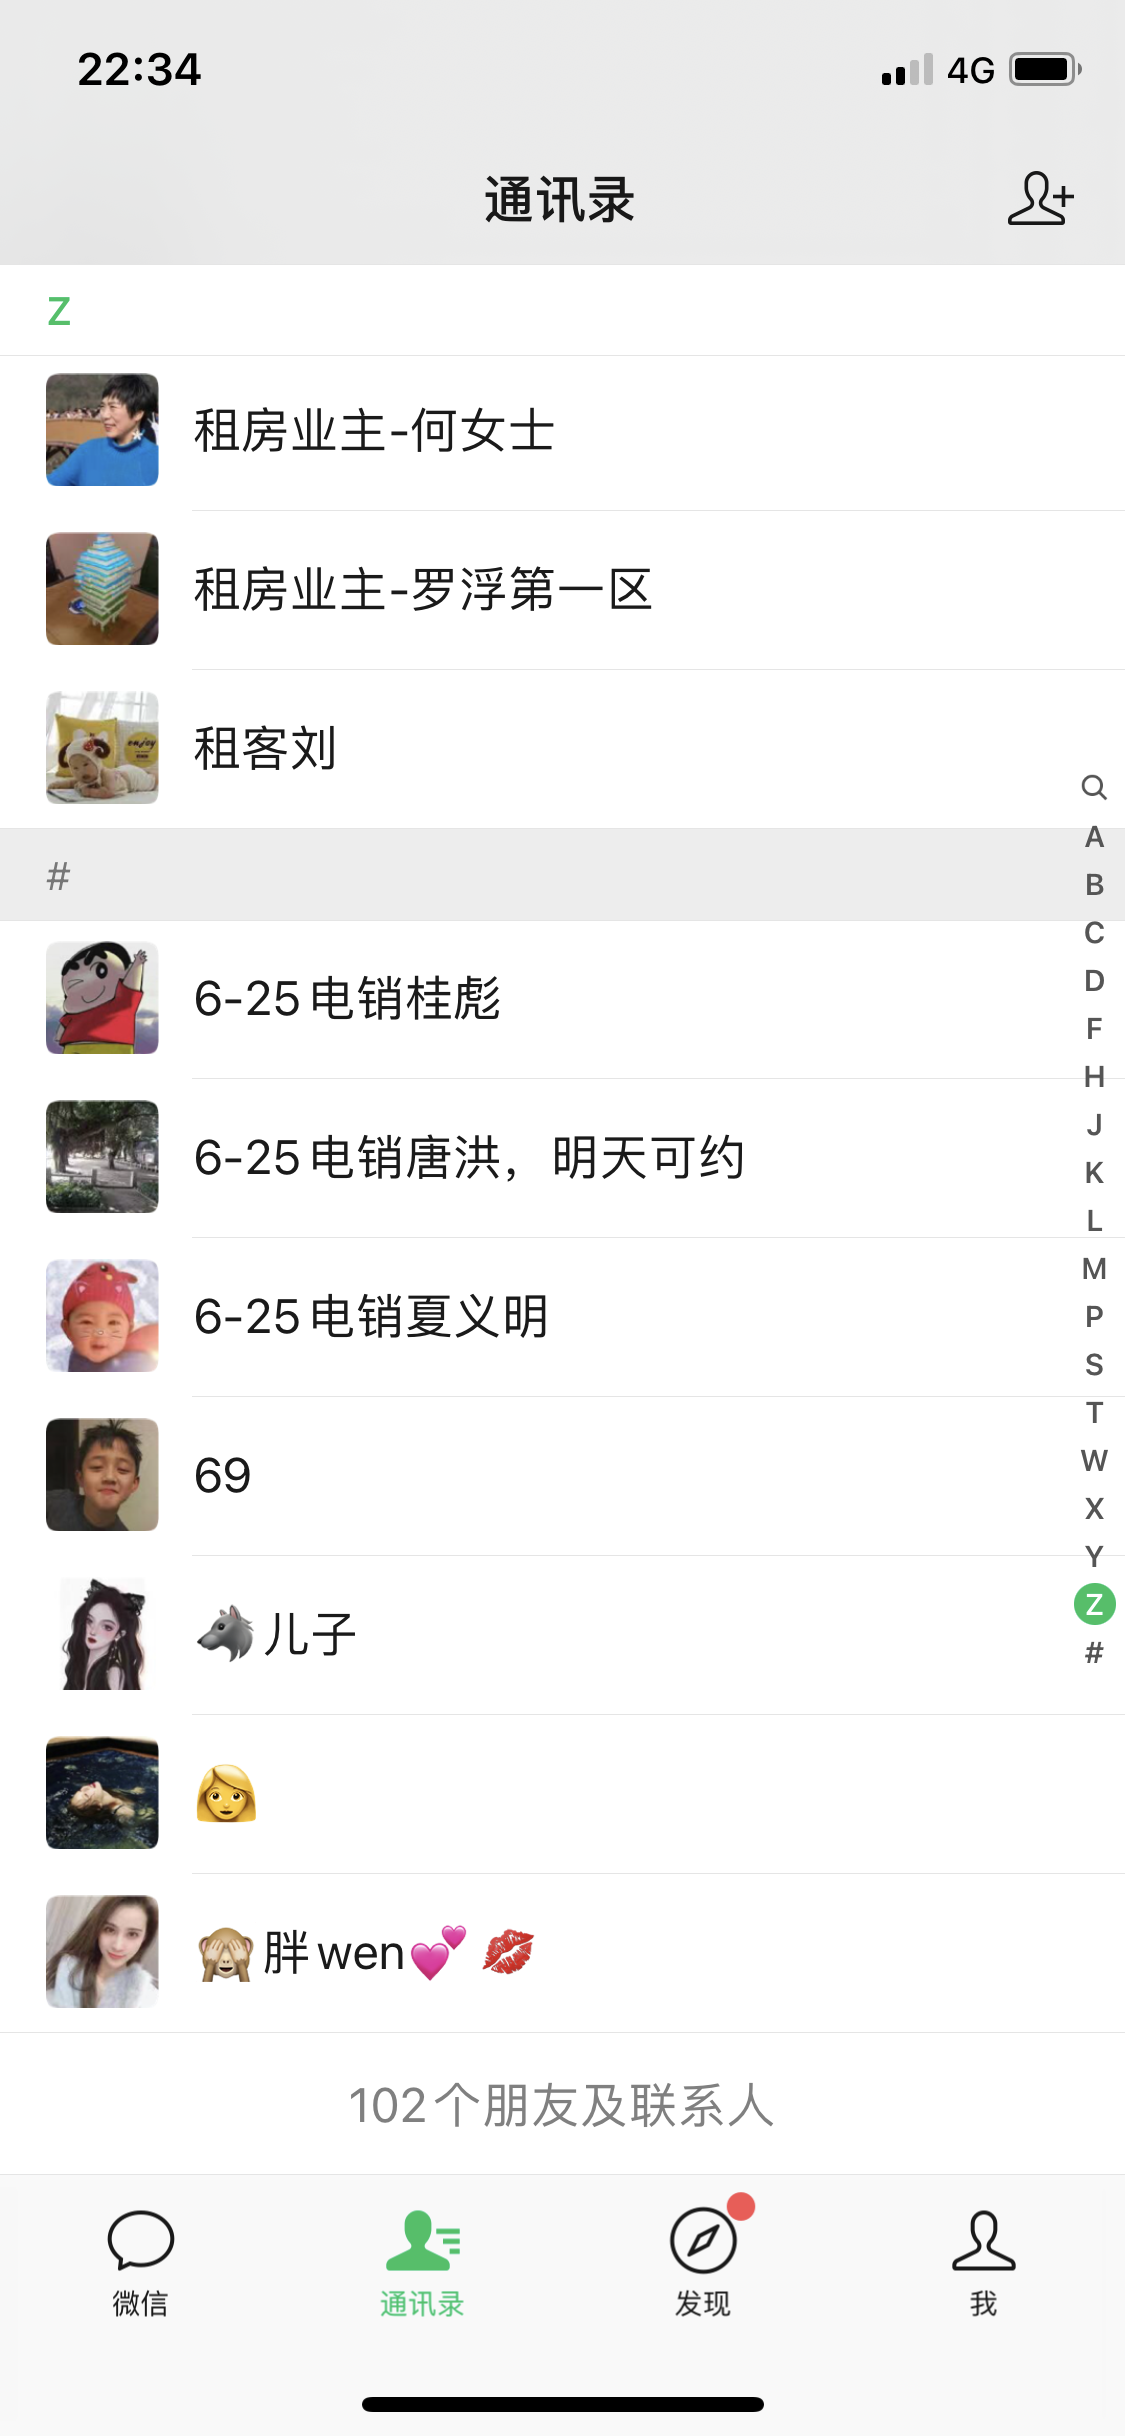 22:34 4G
通讯录
Z
租房业主-何女士
租房业主-罗浮第一区
enjoy
租客刘
#
6-25电销桂彪
6-25电销唐洪，明天可约
6-25电销夏义明
69
🐺儿子
👩
🙈胖wen💕💋
102个朋友及联系人
A
B
C
D
F
H
J
K
L
M
P
S
T
W
X
Y
Z
#
微信 通讯录 发现 我